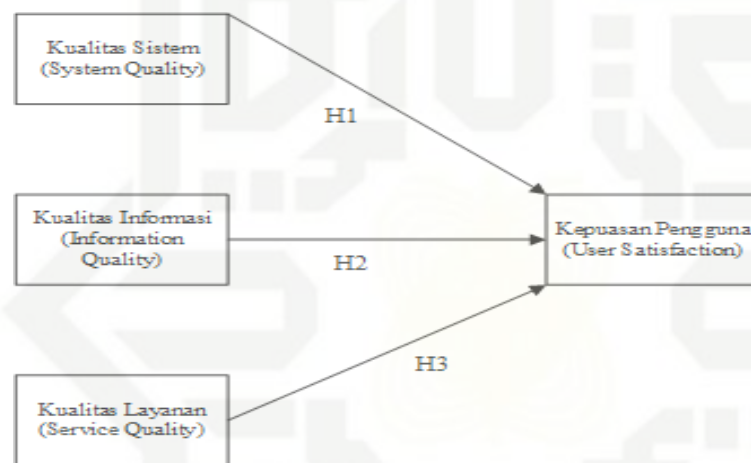 Kualitas Sistem
(System Quality)
H1
Kualitas Informasi
(Information
Quality)
H2
Kepuasan Pengguna
(User Satisfaction)
H3
Kualitas Layanan
(Service Quality)